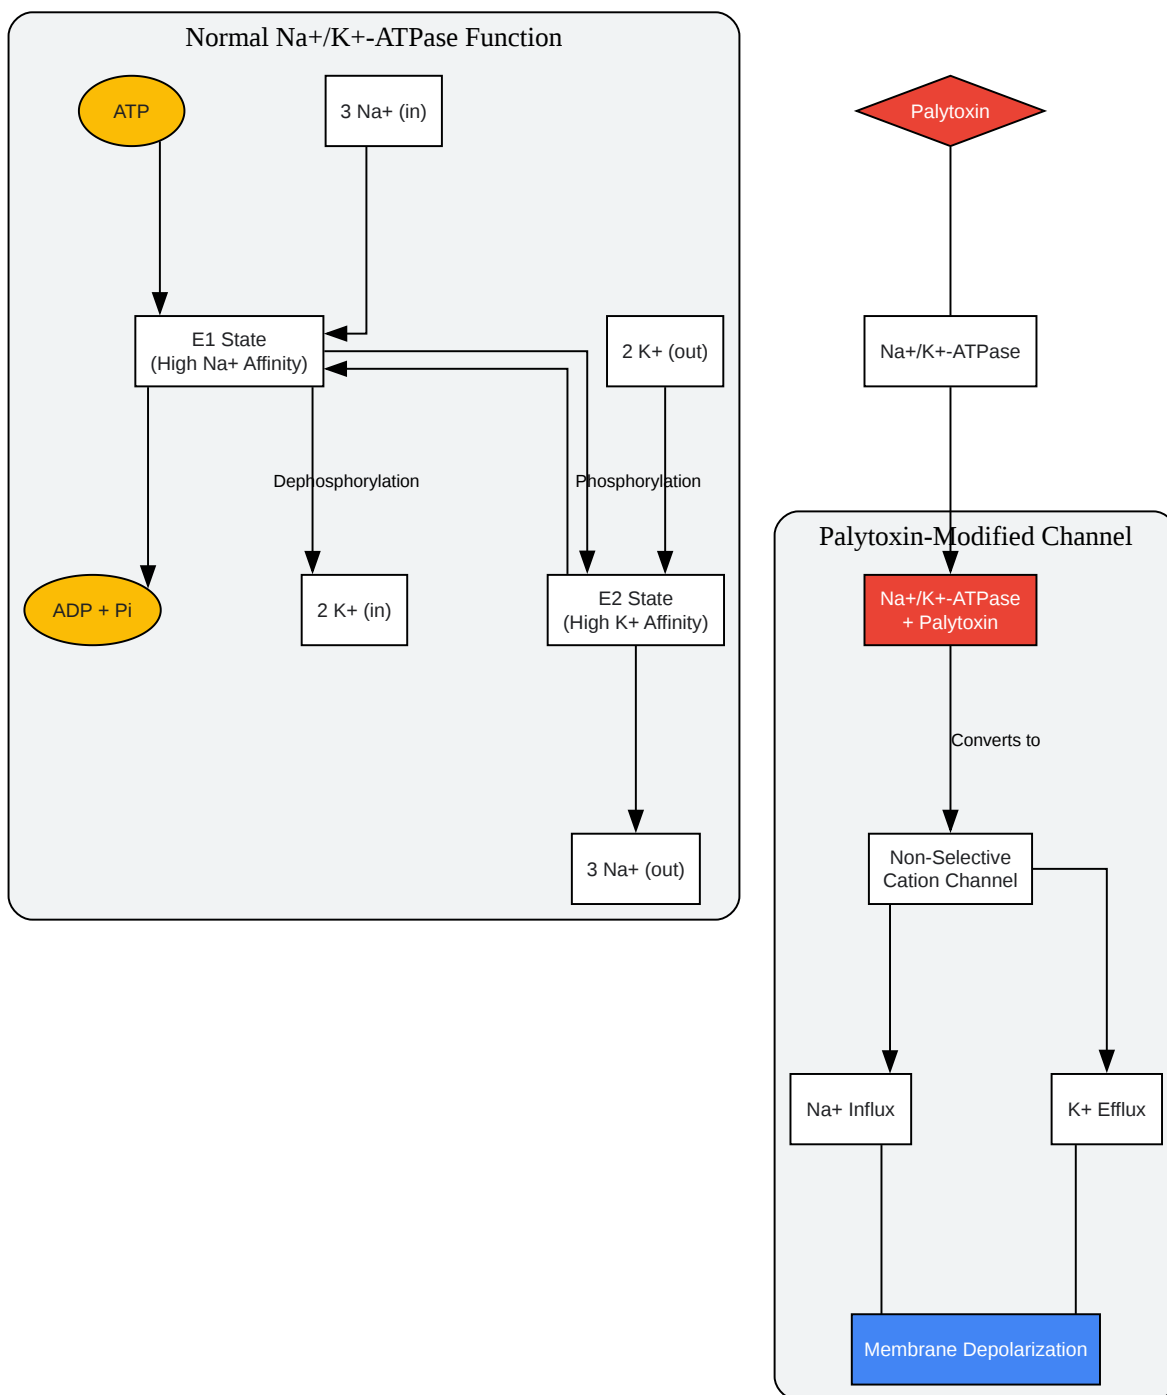 Normal Na+/K+-ATPase Function
ATP
3 Na+ (in)
E1 State
(High Na+ Affinity)
2 K+ (out)
Dephosphorylation
Phosphorylation
ADP + Pi
2 K+ (in)
E2 State
(High K+ Affinity)
3 Na+ (out)
Palytoxin
Na+/K+-ATPase
Palytoxin-Modified Channel
Na+/K+-ATPase
+ Palytoxin
Converts to
Non-Selective
Cation Channel
Na+ Influx
K+ Efflux
Membrane Depolarization